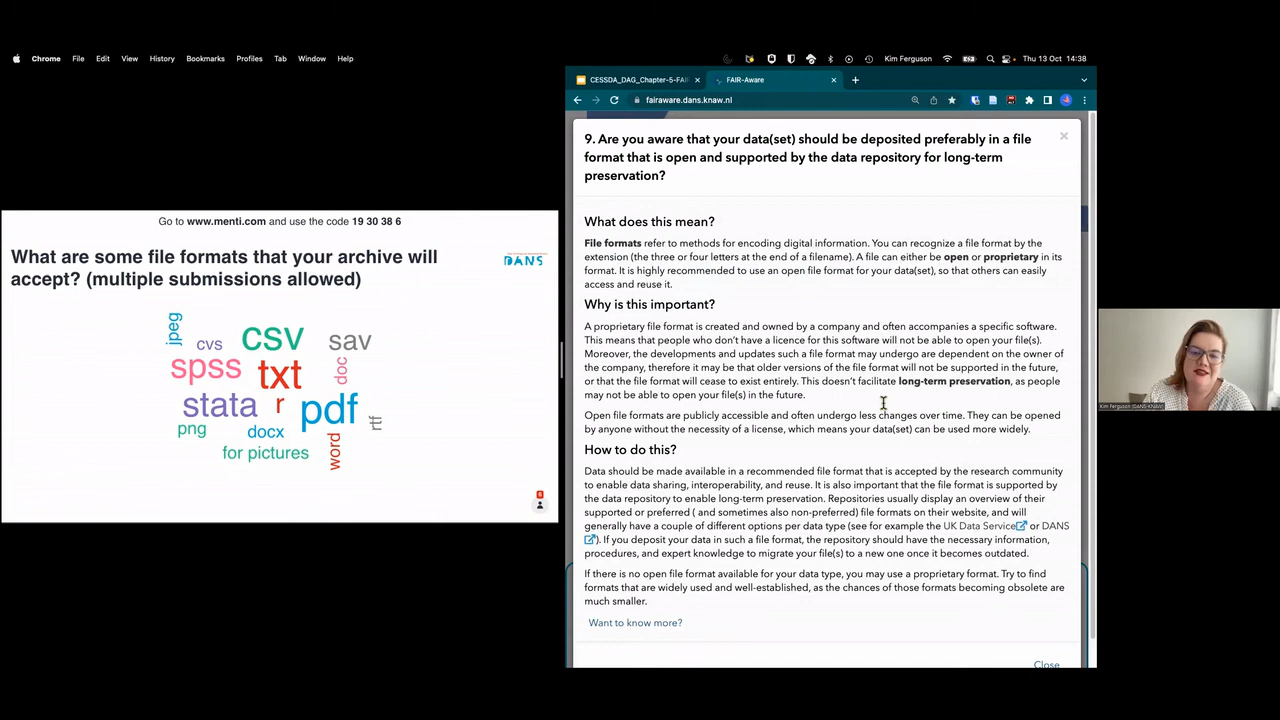 Chrome File Edit View History Bookmarks Profiles Tab Window Help
Kim Ferguson Thu 13 Oct 14:38
CESSDA_DAG_Chapter-5-FAIR
FAIR-Aware
fairaware.dans.knaw.nl
Go to www.menti.com and use the code 19 30 38 6
What are some file formats that your archive will
accept? (multiple submissions allowed)
DANS
jpeg
cvs
csv
sav
spss
txt
doc
stata
r
pdf
rtf
png
docx
word
for pictures
9. Are you aware that your data(set) should be deposited preferably in a file
format that is open and supported by the data repository for long-term
preservation?
What does this mean?
File formats refer to methods for encoding digital information. You can recognize a file format by the
extension (the three or four letters at the end of a filename). A file can either be open or proprietary in its
format. It is highly recommended to use an open file format for your data(set), so that others can easily
access and reuse it.
Why is this important?
A proprietary file format is created and owned by a company and often accompanies a specific software.
This means that people who don't have a licence for this software will not be able to open your file(s).
Moreover, the developments and updates such a file format may undergo are dependent on the owner of
the company, therefore it may be that older versions of the file format will not be supported in the future,
or that the file format will cease to exist entirely. This doesn't facilitate long-term preservation, as people
may not be able to open your file(s) in the future.
Open file formats are publicly accessible and often undergo less changes over time. They can be opened
by anyone without the necessity of a license, which means your data(set) can be used more widely.
How to do this?
Data should be made available in a recommended file format that is accepted by the research community
to enable data sharing, interoperability, and reuse. It is also important that the file format is supported by
the data repository to enable long-term preservation. Repositories usually display an overview of their
supported or preferred ( and sometimes also non-preferred) file formats on their website, and will
generally have a couple of different options per data type (see for example the UK Data Service or DANS
). If you deposit your data in such a file format, the repository should have the necessary information,
procedures, and expert knowledge to migrate your file(s) to a new one once it becomes outdated.
If there is no open file format available for your data type, you may use a proprietary format. Try to find
formats that are widely used and well-established, as the chances of those formats becoming obsolete are
much smaller.
Want to know more?
Close
Kim Ferguson (DANS-KNAW)